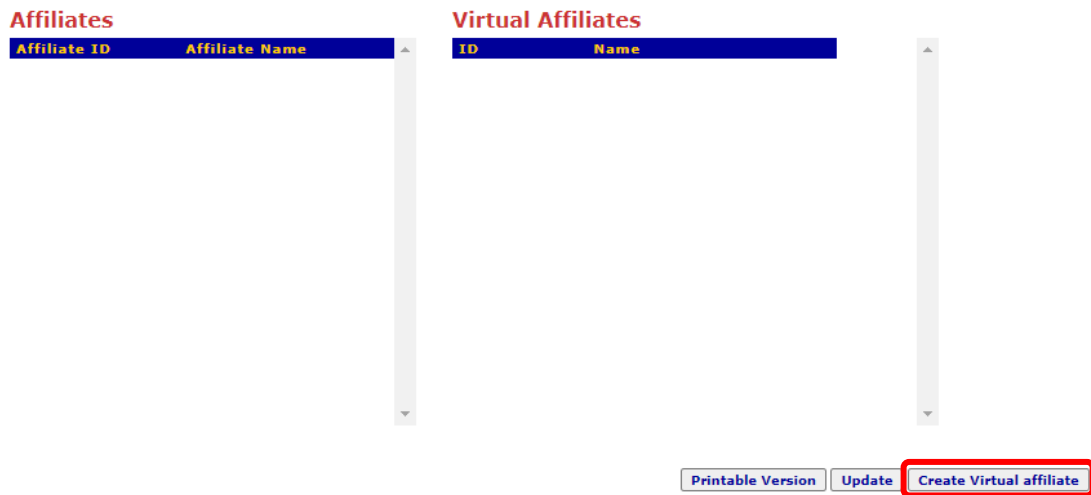 Affiliates
Affiliate ID Affiliate Name
Virtual Affiliates
ID Name
Printable Version Update Create Virtual affiliate